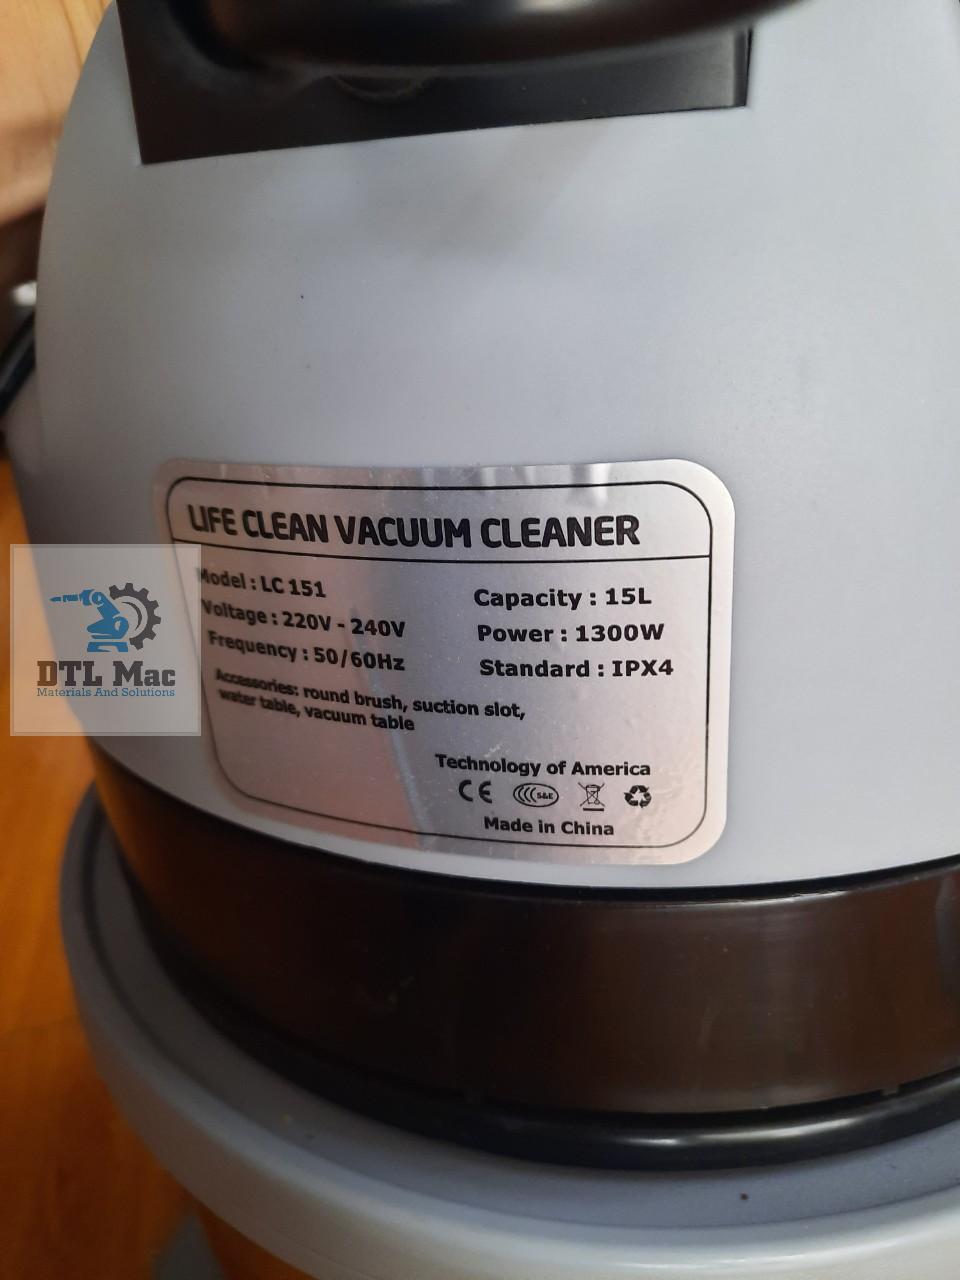 LIFE CLEAN VACUUM CLEANER
Model : LC 151
Voltage : 220V - 240V
Frequency : 50/60Hz
Capacity : 15L
Power : 1300W
Standard : IPX4
Accessories: round brush, suction slot,
water table, vacuum table
Technology of America
CE S&E
Made in China
DTL Mac
Materials And Solutions